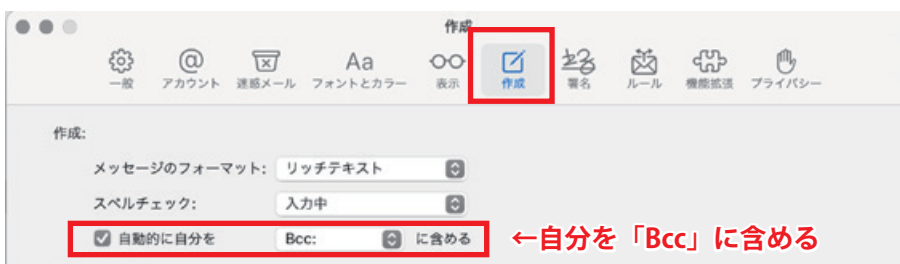 作成
一般 アカウント 迷惑メール フォントとカラー 表示 作成 署名 ルール 機能拡張 プライバシー
作成:
メッセージのフォーマット: リッチテキスト
スペルチェック: 入力中
自動的に自分を Bcc: に含める ←自分を「Bcc」に含める